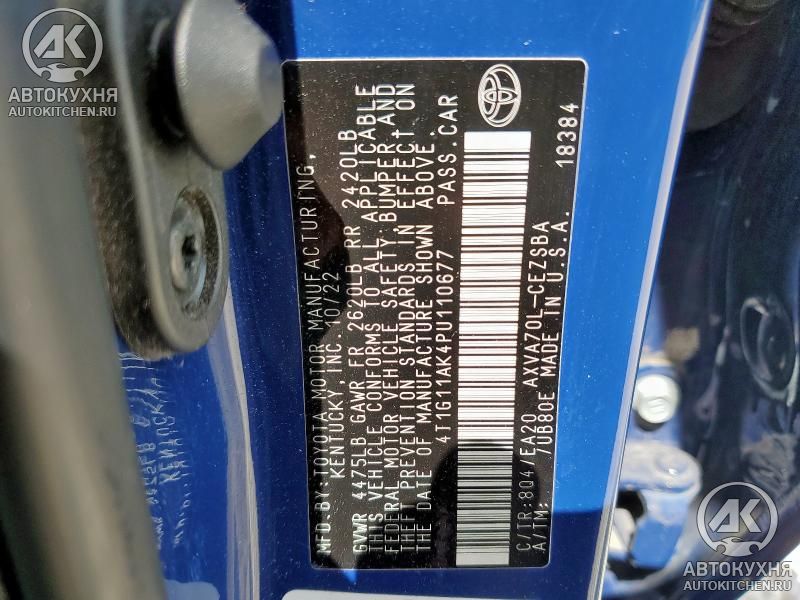 AK
АВТОКУХНЯ
AUTOKITCHEN.RU
MFD.BY:TOYOTA MOTOR MANUFACTURING,
KENTUCKY, INC. 10/22
GVWR 4475LB GAWR FR 2620LB RR 2420LB
THIS VEHICLE CONFORMS TO ALL APPLICABLE
FEDERAL MOTOR VEHICLE SAFETY, BUMPER, AND
THEFT PREVENTION STANDARDS IN EFFECT ON
THE DATE OF MANUFACTURE SHOWN ABOVE.
4T1G11AK4PU110677 PASS.CAR
C/TR:8Q4/EA20 AXVA70L-CEZSBA
A/TM: /UB80E MADE IN U.S.A. 18384
AK
АВТОКУХНЯ
AUTOKITCHEN.RU